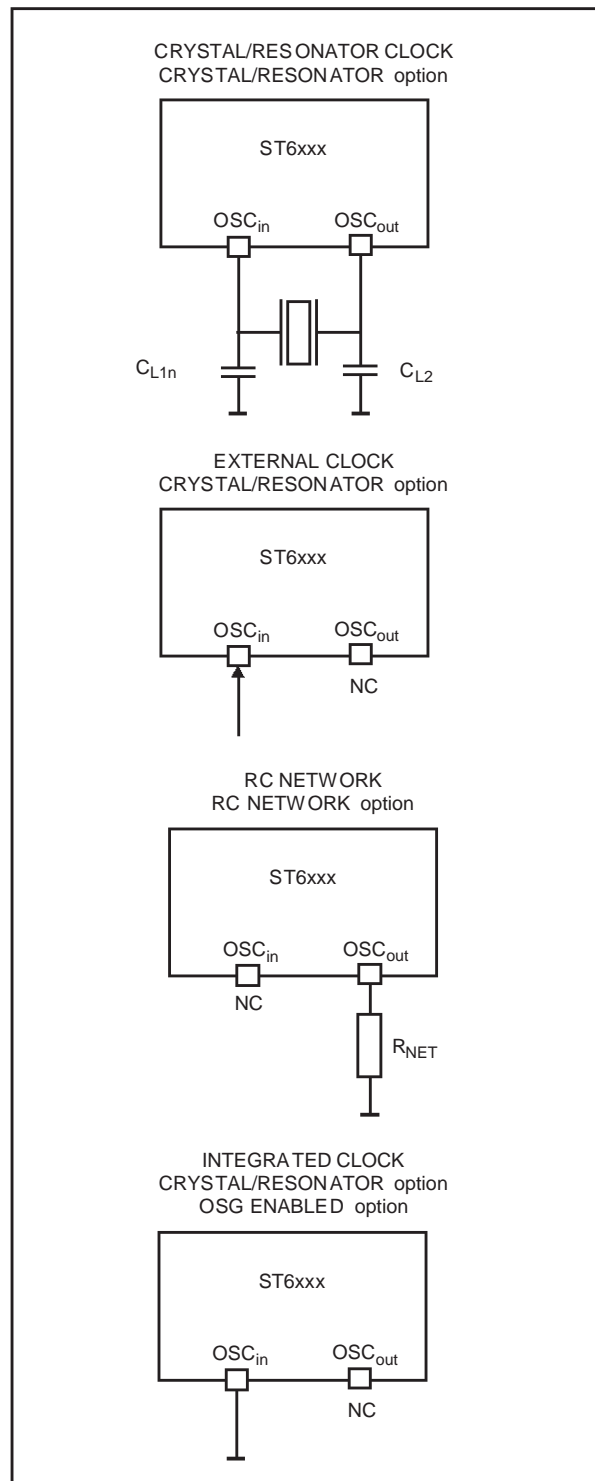 CRYSTAL/RESONATOR CLOCK
CRYSTAL/RESONATOR option
ST6xxx
OSCin OSCout
CL1n CL2
EXTERNAL CLOCK
CRYSTAL/RESONATOR option
ST6xxx
OSCin OSCout
NC
RC NETWORK
RC NETWORK option
ST6xxx
OSCin OSCout
NC
RNET
INTEGRATED CLOCK
CRYSTAL/RESONATOR option
OSG ENABLED option
ST6xxx
OSCin OSCout
NC